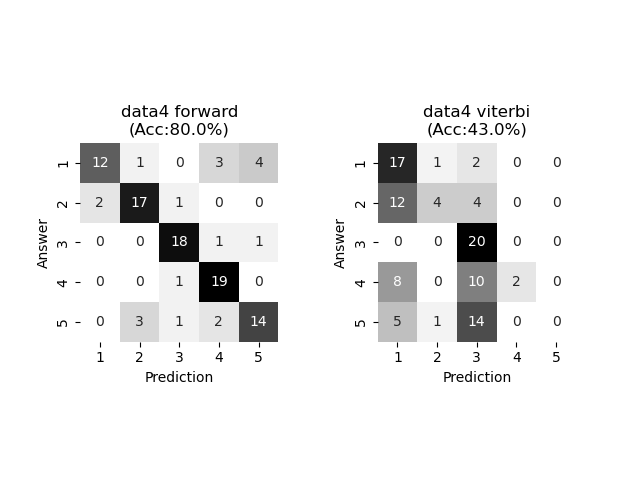 data4 forward
(Acc:80.0%)
1 12 1 0 3 4
2 2 17 1 0 0
3 0 0 18 1 1
4 0 0 1 19 0
5 0 3 1 2 14
1 2 3 4 5
Answer
Prediction
data4 viterbi
(Acc:43.0%)
1 17 1 2 0 0
2 12 4 4 0 0
3 0 0 20 0 0
4 8 0 10 2 0
5 5 1 14 0 0
1 2 3 4 5
Answer
Prediction